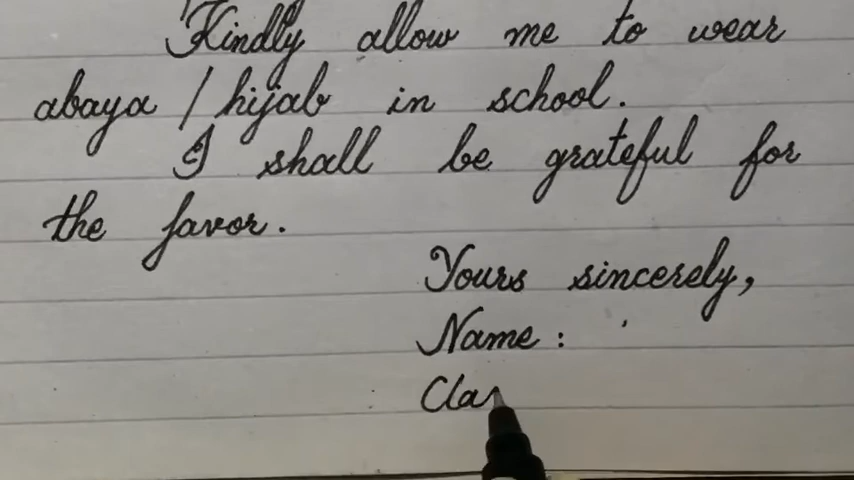 Kindly allow me to wear
abaya / hijab in school.
I shall be grateful for
the favor.
Yours sincerely,
Name :
Cla